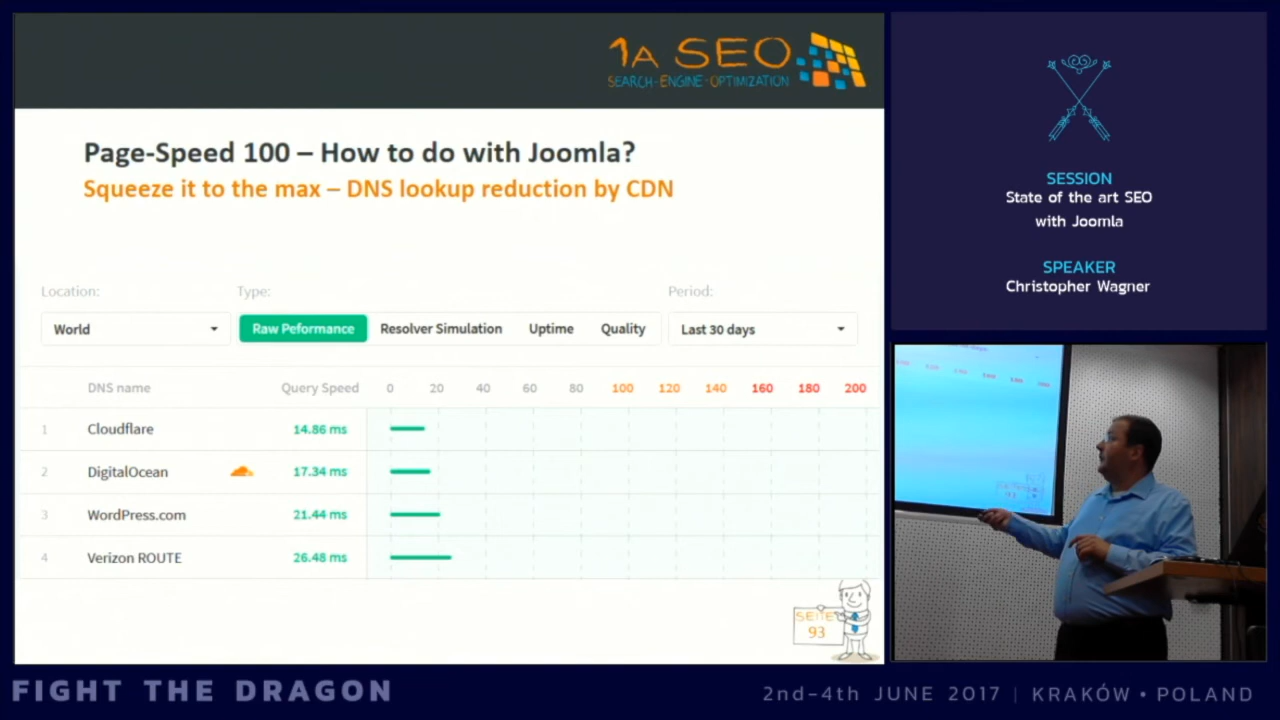 1A SEO
SEARCH-ENGINE-OPTIMIZATION
Page-Speed 100 – How to do with Joomla?
Squeeze it to the max – DNS lookup reduction by CDN
Location: Type: Period:
World Raw Peformance Resolver Simulation Uptime Quality Last 30 days
DNS name Query Speed 0 20 40 60 80 100 120 140 160 180 200
1 Cloudflare 14.86 ms
2 DigitalOcean 17.34 ms
3 WordPress.com 21.44 ms
4 Verizon ROUTE 26.48 ms
SEITE
93
SESSION
State of the art SEO
with Joomla
SPEAKER
Christopher Wagner
FIGHT THE DRAGON
2nd-4th JUNE 2017 | KRAKÓW • POLAND